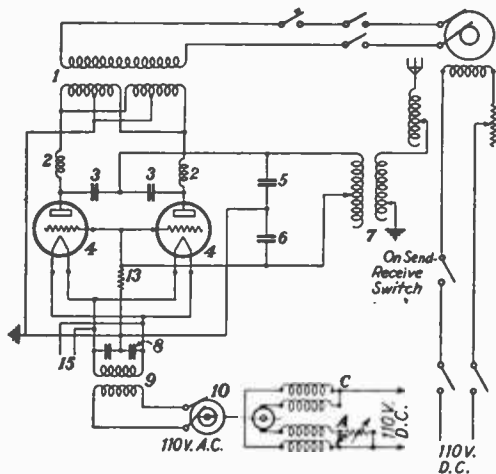 1
2
3
3
2
5
4
4
6
7
13
On Send-
Receive
Switch
15
8
9
10
C
A
110V. A.C.
110V.
D.C.
110V.
D.C.